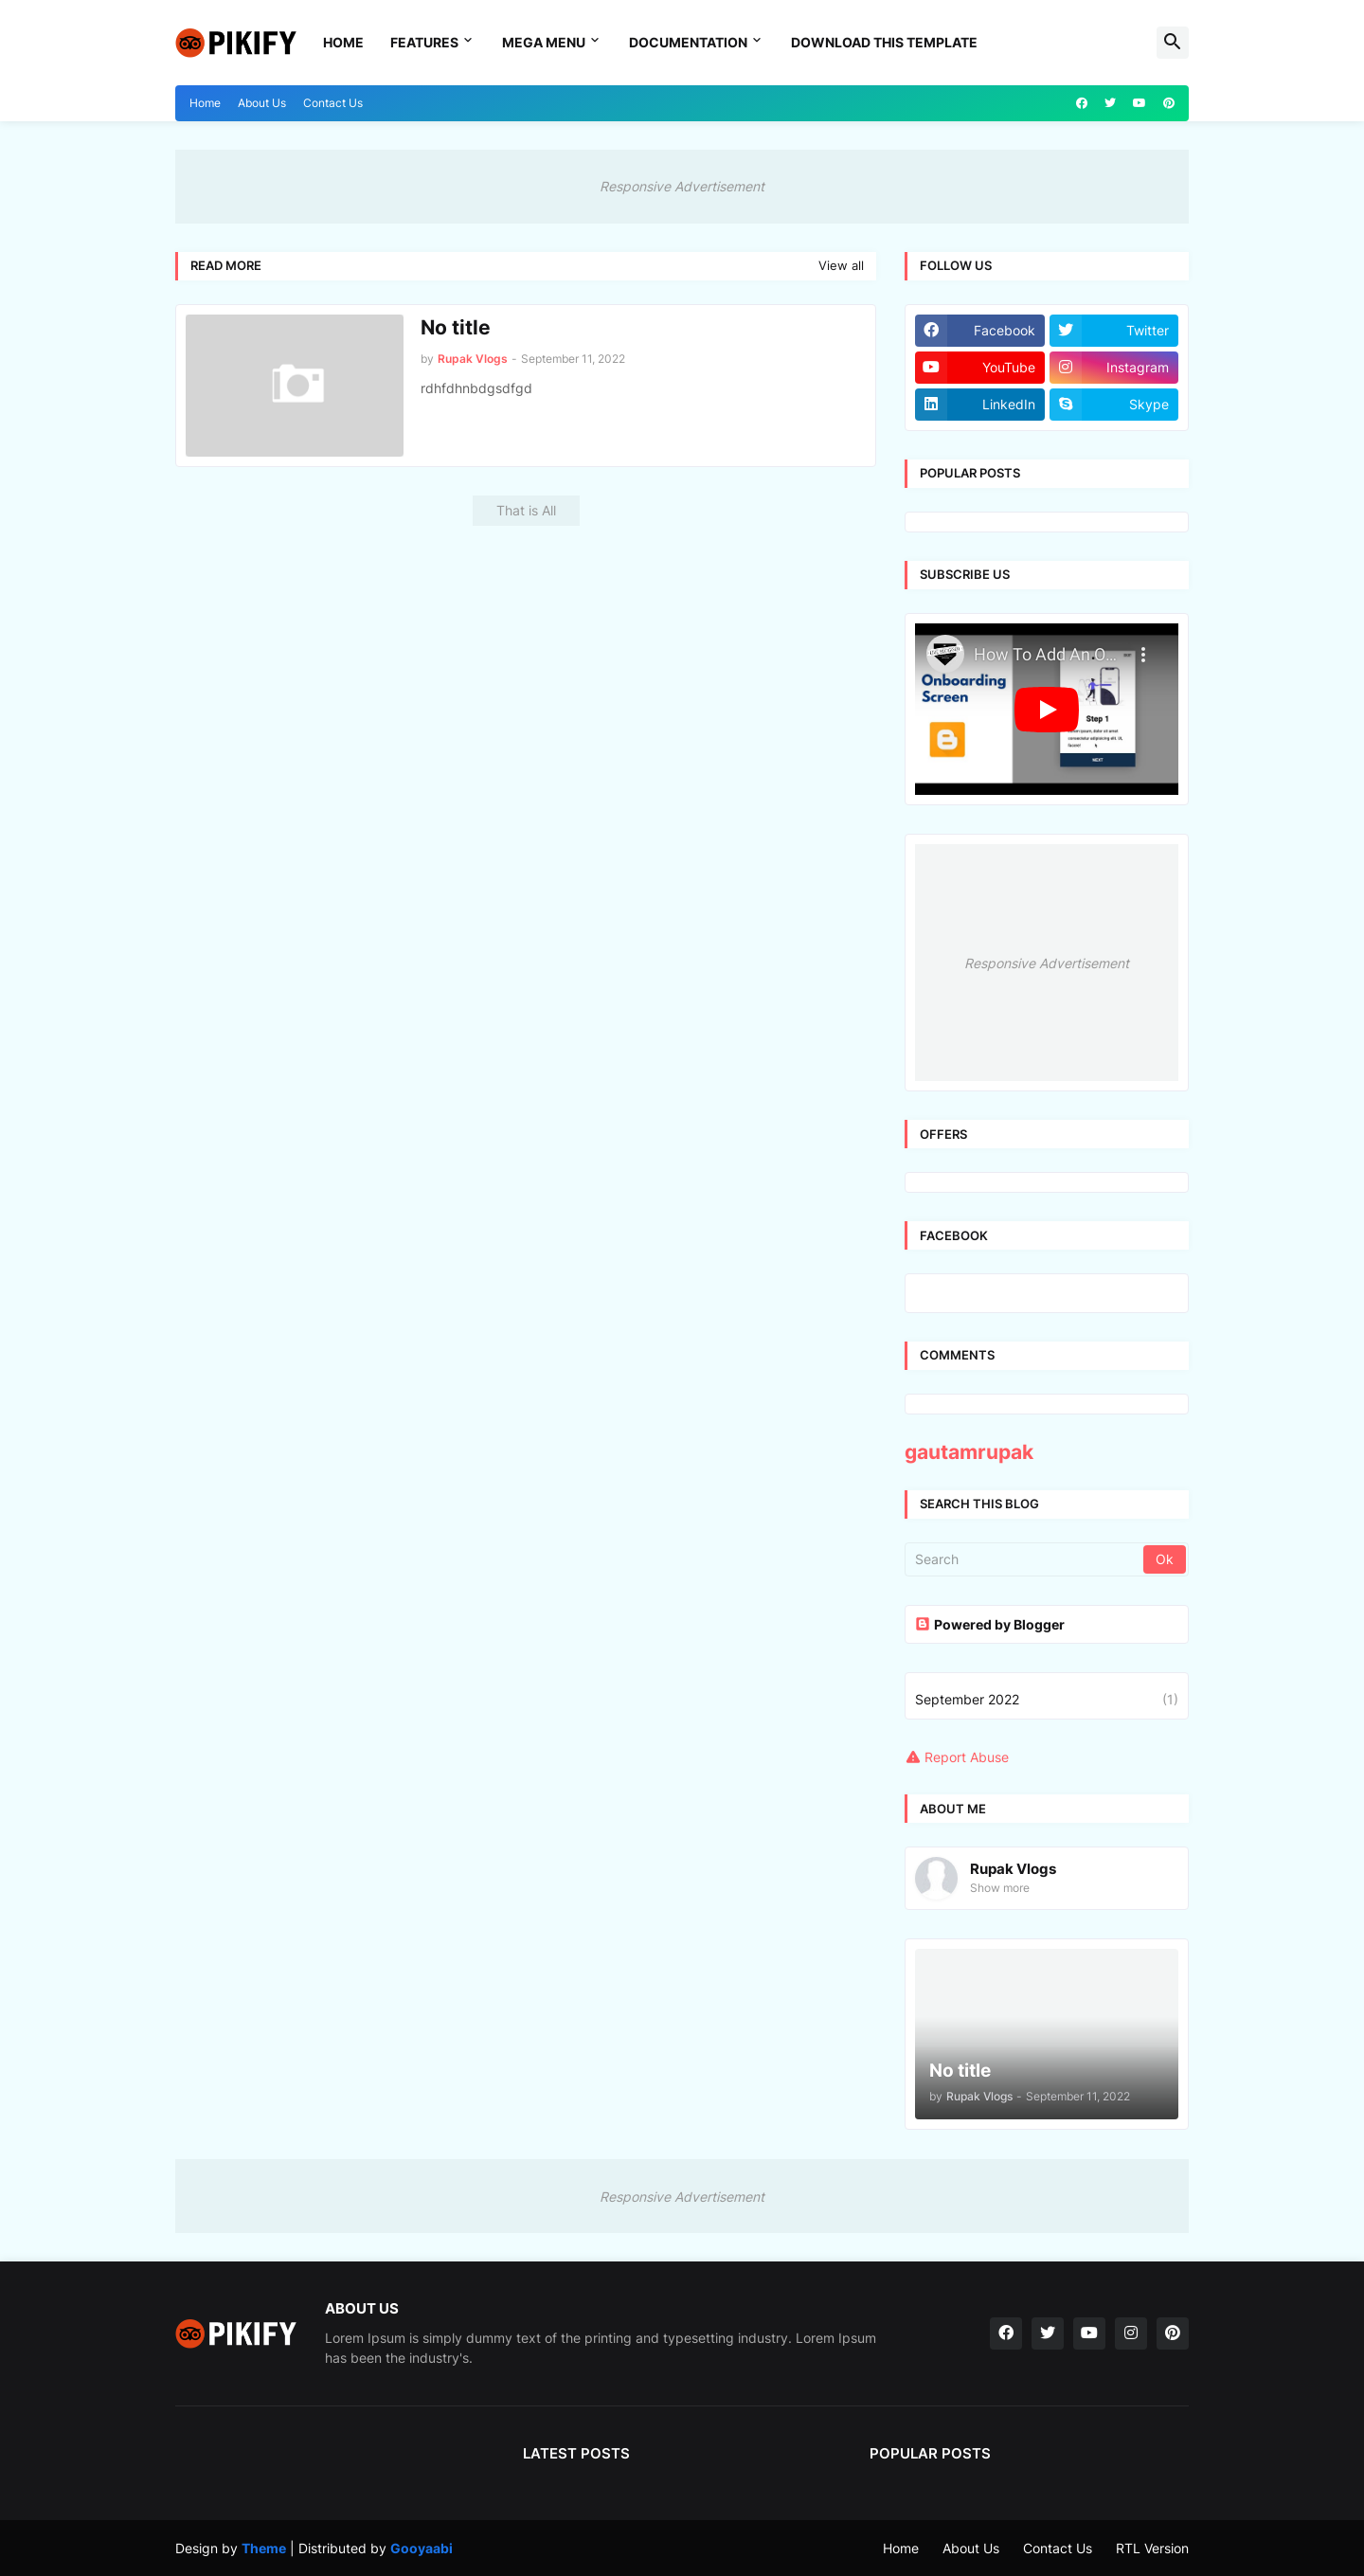 PIKIFY
HOME FEATURES MEGA MENU DOCUMENTATION DOWNLOAD THIS TEMPLATE
Home About Us Contact Us
Responsive Advertisement
READ MORE View all
No title
by Rupak Vlogs - September 11, 2022
rdhfdhnbdgsdfgd
That is All
FOLLOW US
Facebook Twitter
YouTube Instagram
LinkedIn Skype
POPULAR POSTS
SUBSCRIBE US
How To Add An O...
Onboarding
Screen
Step 1
NEXT
Responsive Advertisement
OFFERS
FACEBOOK
COMMENTS
gautamrupak
SEARCH THIS BLOG
Search Ok
Powered by Blogger
September 2022 (1)
Report Abuse
ABOUT ME
Rupak Vlogs
Show more
No title
by Rupak Vlogs - September 11, 2022
Responsive Advertisement
PIKIFY
ABOUT US
Lorem Ipsum is simply dummy text of the printing and typesetting industry. Lorem Ipsum
has been the industry's.
LATEST POSTS POPULAR POSTS
Design by Theme | Distributed by Gooyaabi
Home About Us Contact Us RTL Version